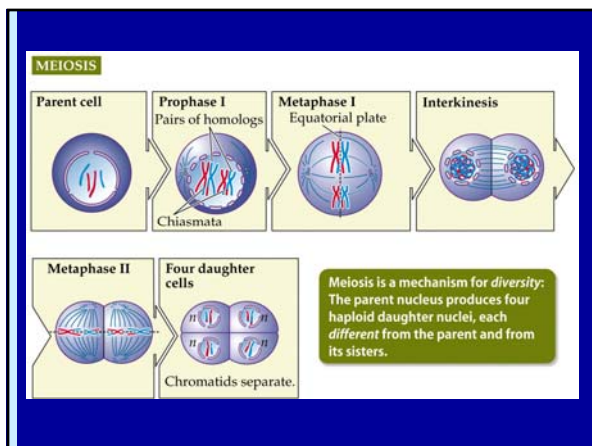 MEIOSIS
Parent cell
Prophase I
Pairs of homologs
Chiasmata
Metaphase I
Equatorial plate
Interkinesis
Metaphase II
Four daughter
cells
n
n
n
n
Chromatids separate.
Meiosis is a mechanism for diversity:
The parent nucleus produces four
haploid daughter nuclei, each
different from the parent and from
its sisters.